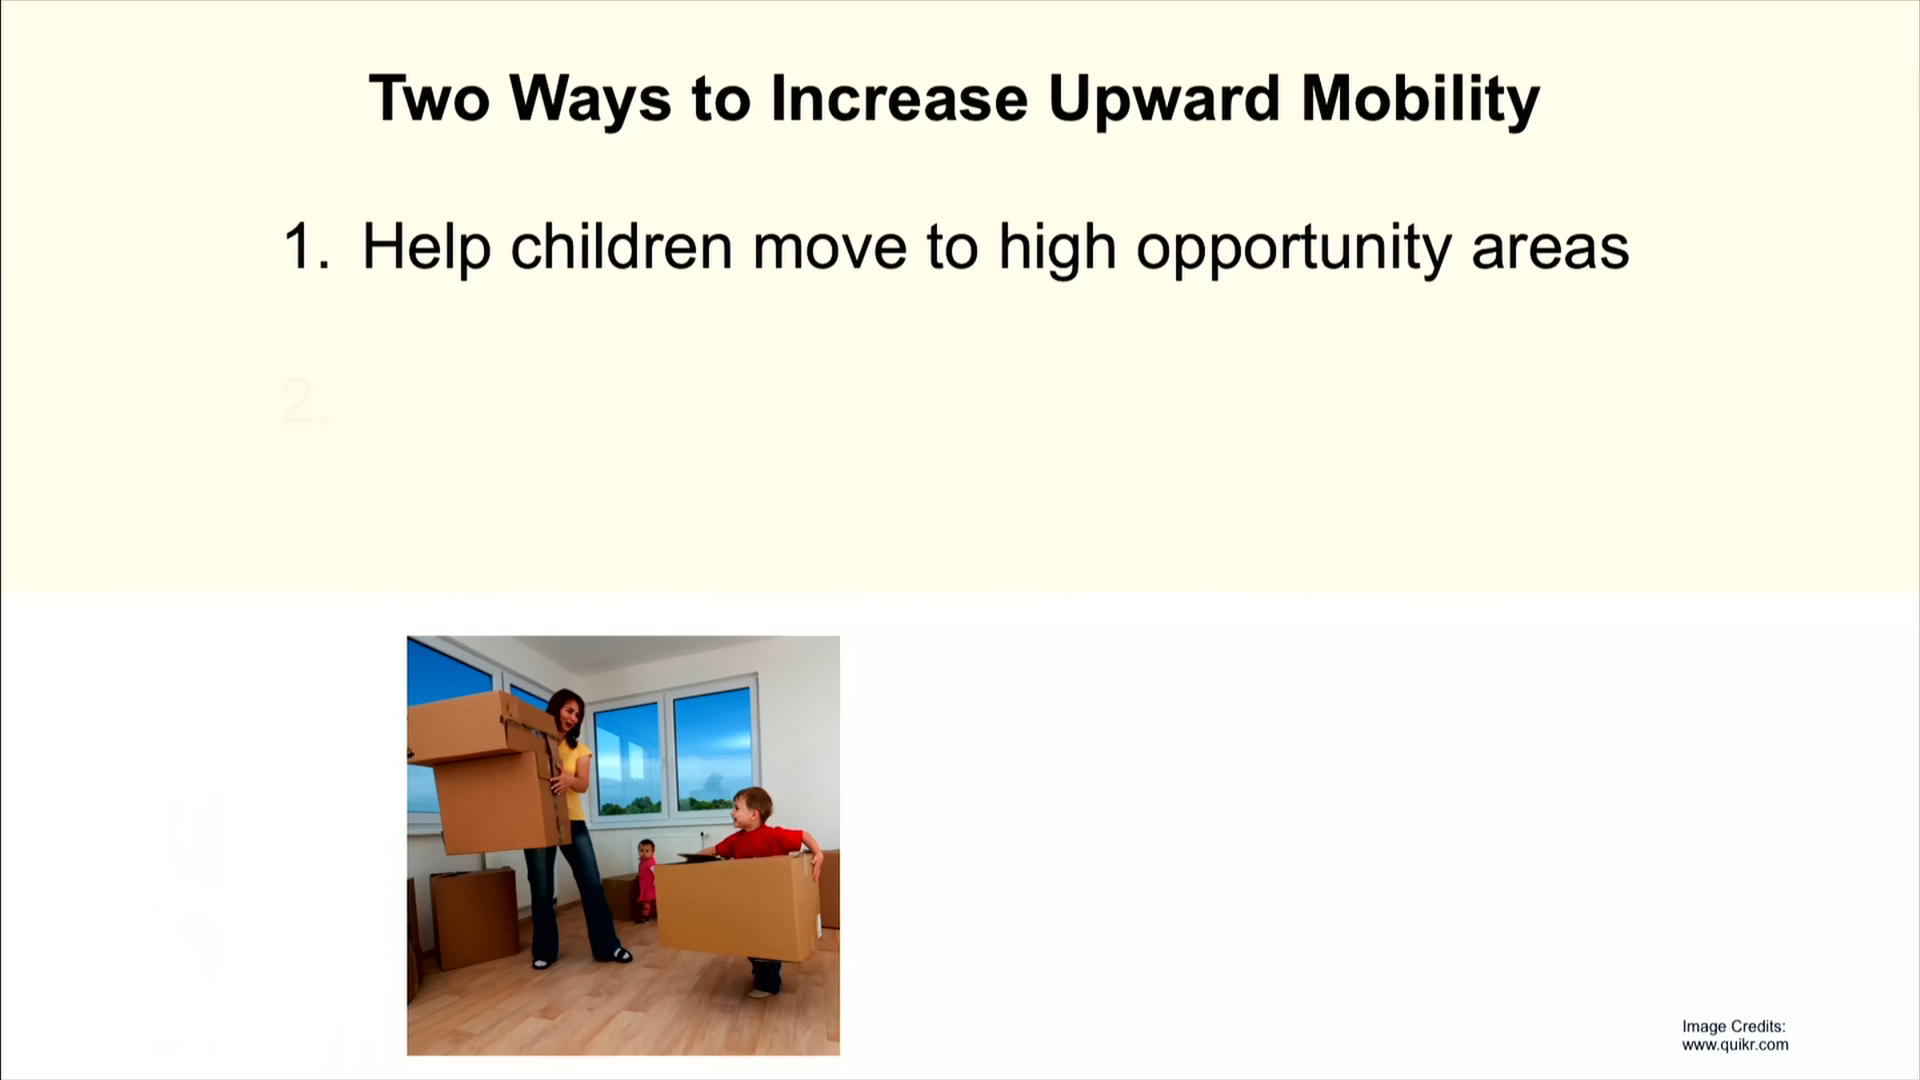 Two Ways to Increase Upward Mobility
1. Help children move to high opportunity areas
2.
Image Credits:
www.quikr.com